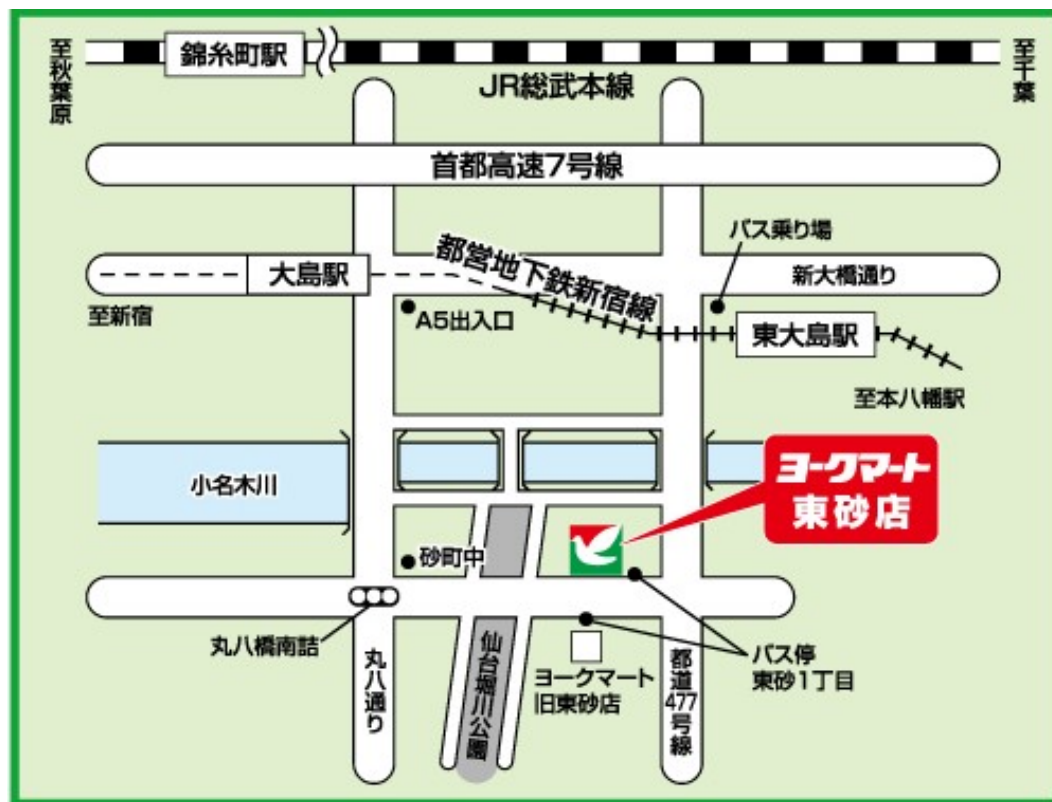 至秋葉原
錦糸町駅
至千葉
JR総武本線
首都高速7号線
バス乗り場
都営地下鉄新宿線
大島駅
新大橋通り
至新宿
A5出入口
東大島駅
至本八幡駅
小名木川
ヨークマート
東砂店
砂町中
丸八橋南詰
丸八通り
仙台堀川公園
ヨークマート
旧東砂店
都道477号線
バス停
東砂1丁目